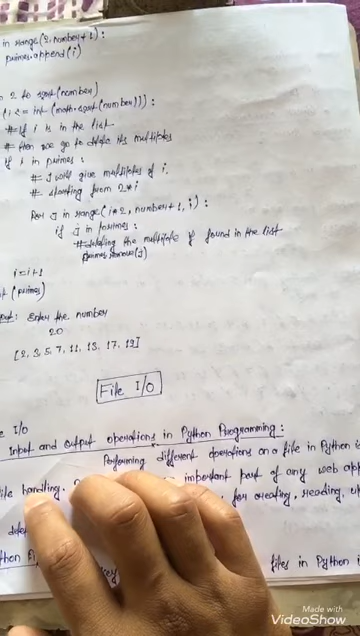 in range(2, number+1):
primes.append(i)
2 to sqrt(number)
(i <= int (math.sqrt(number))):
# If i is in the list
# then we go to delete its multiples
if i in primes:
# J will give multiples of i,
# starting from 2*i
For J in range(i*2, number+1, i):
if J in primes:
# deleting the multiple if found in the list
primes.remove(J)
i=i+1
(primes)
Enter the number
20
[2, 3, 5, 7, 11, 13, 17, 19]
File I/O
I/O
Input and output operations in Python Programming:
Performing different operations on a file in Python is
file handling. important part of any web app
for creating, reading, up
files in Python i
Made with
VideoShow